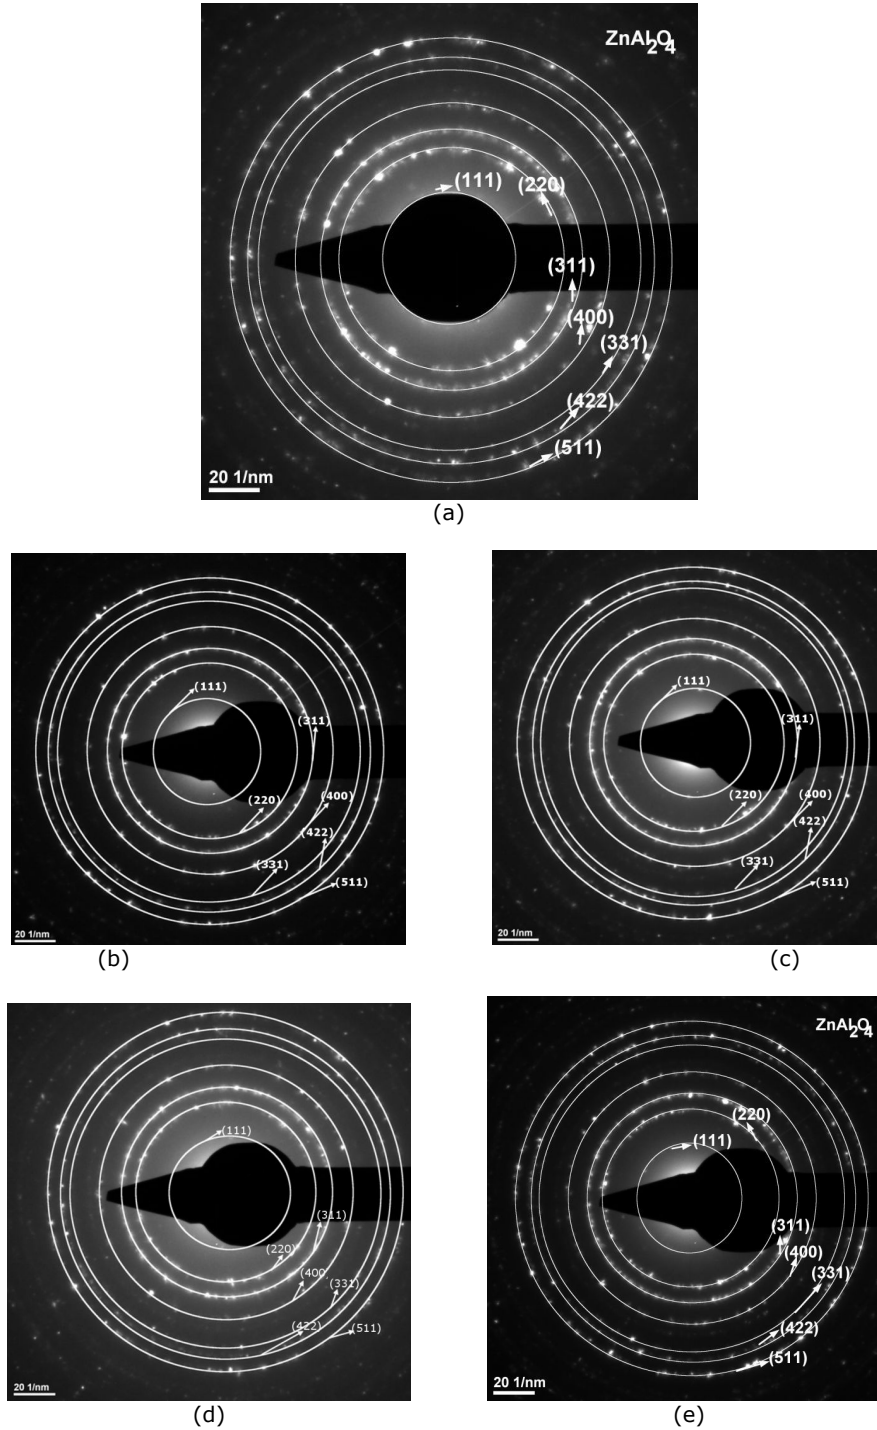 ZnAl2O4
(111)
(220)
(311)
(400)
(331)
(422)
(511)
20 1/nm
(a)
(111)
(311)
(220)
(400)
(422)
(331)
(511)
20 1/nm
(b)
(111)
(311)
(220)
(400)
(422)
(331)
(511)
20 1/nm
(c)
(111)
(311)
(220)
(400)
(331)
(422)
(511)
20 1/nm
(d)
ZnAl2O4
(220)
(111)
(311)
(400)
(331)
(422)
(511)
20 1/nm
(e)